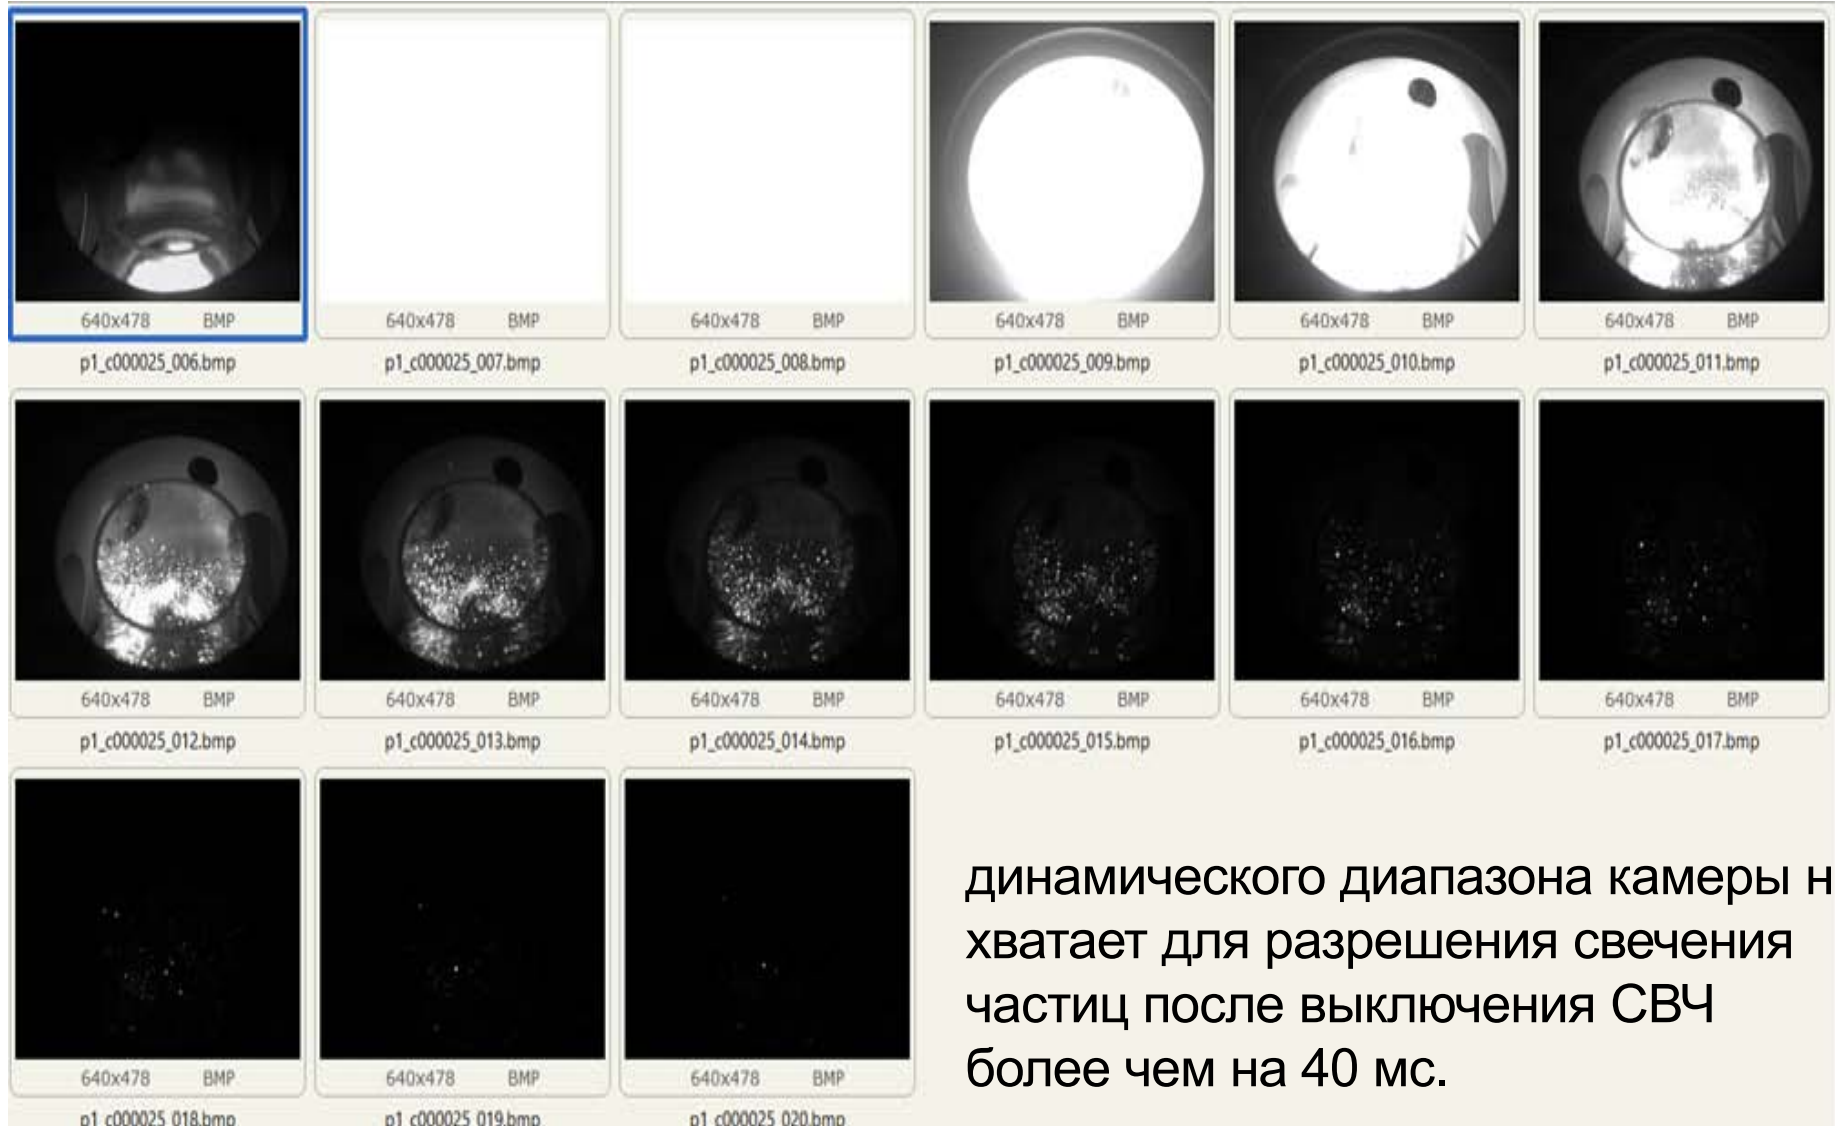 640x478 BMP 640x478 BMP 640x478 BMP 640x478 BMP 640x478 BMP 640x478 BMP
p1_c000025_006.bmp p1_c000025_007.bmp p1_c000025_008.bmp p1_c000025_009.bmp p1_c000025_010.bmp p1_c000025_011.bmp
640x478 BMP 640x478 BMP 640x478 BMP 640x478 BMP 640x478 BMP 640x478 BMP
p1_c000025_012.bmp p1_c000025_013.bmp p1_c000025_014.bmp p1_c000025_015.bmp p1_c000025_016.bmp p1_c000025_017.bmp
640x478 BMP 640x478 BMP 640x478 BMP
p1_c000025_018.bmp p1_c000025_019.bmp p1_c000025_020.bmp
динамического диапазона камеры н
хватает для разрешения свечения
частиц после выключения СВЧ
более чем на 40 мс.